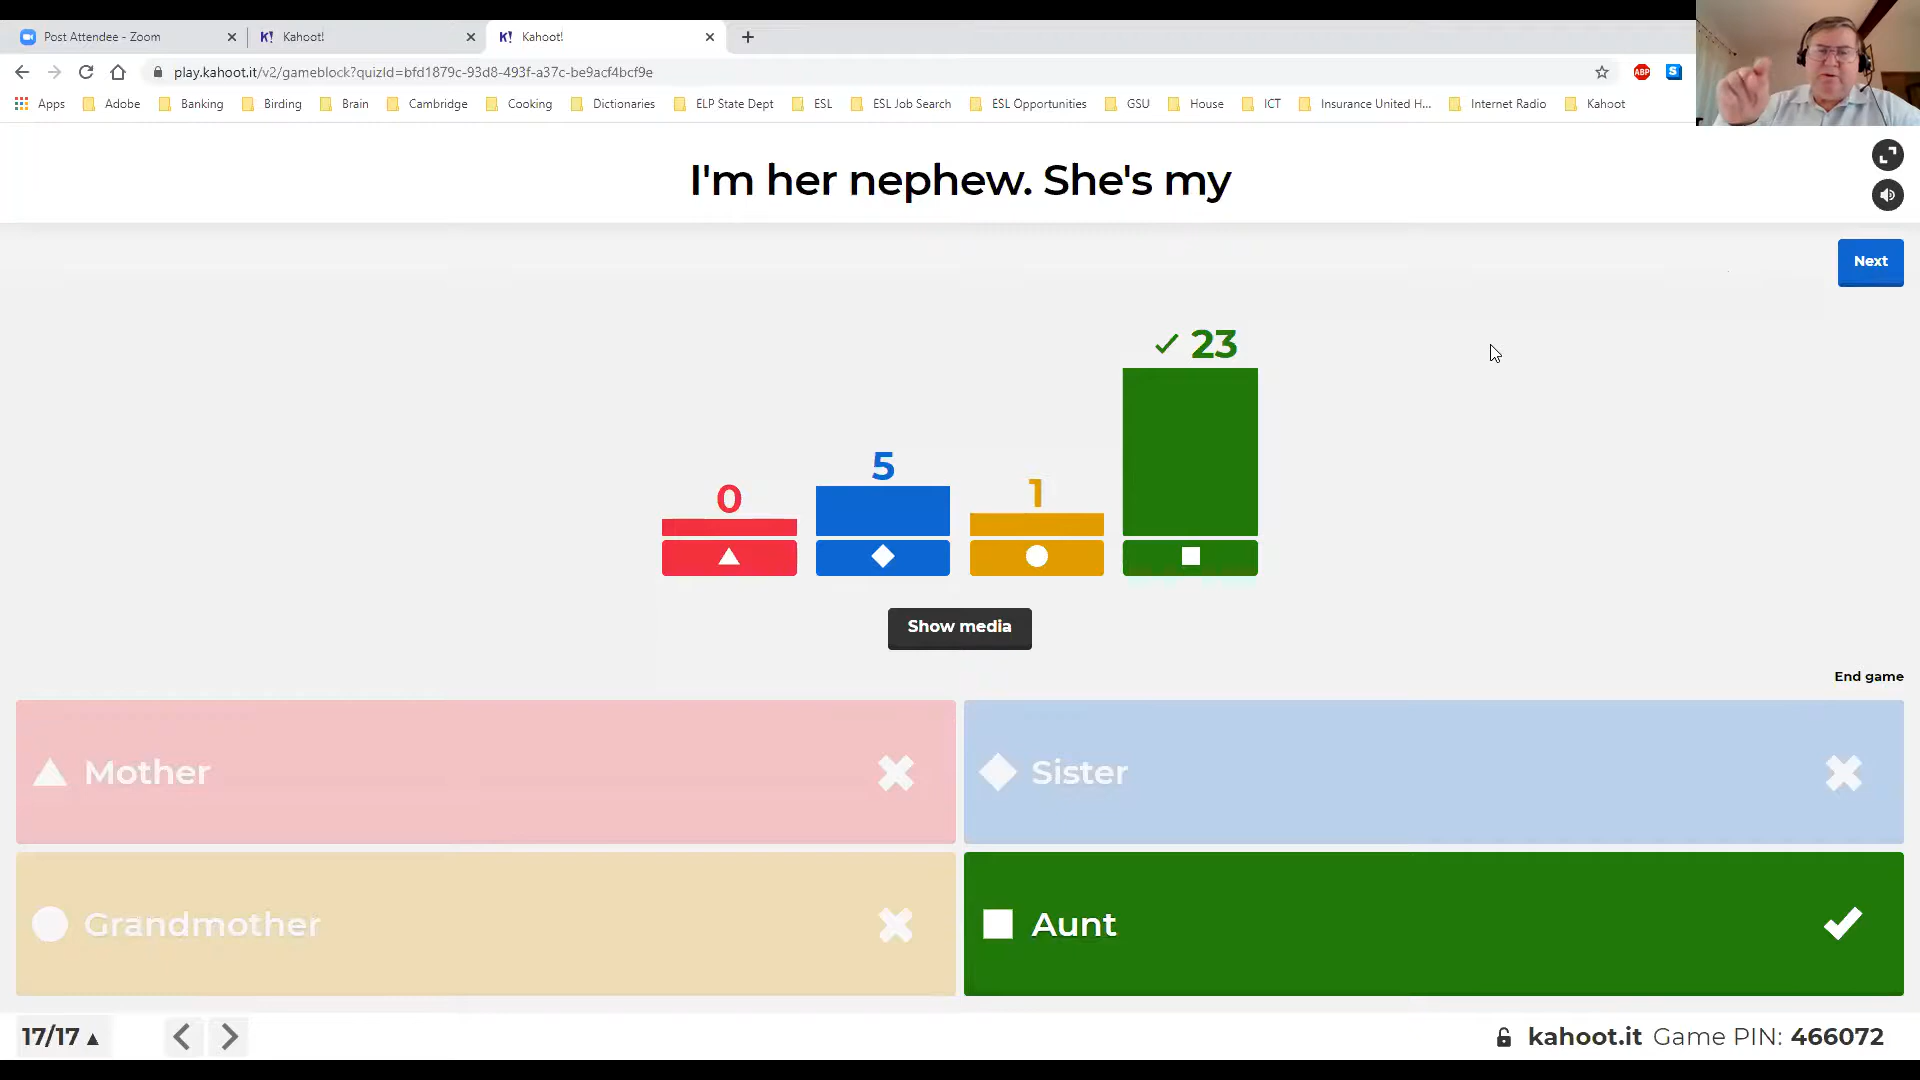 Post Attendee - Zoom
K! Kahoot!
K! Kahoot!
play.kahoot.it/v2/gameblock?quizId=bfd1879c-93d8-493f-a37c-be9acf4bcf9e
ABP
S
Apps Adobe Banking Birding Brain Cambridge Cooking Dictionaries ELP State Dept ESL ESL Job Search ESL Opportunities GSU House ICT Insurance United H... Internet Radio Kahoot
I'm her nephew. She's my
Next
23
5
1
0
Show media
End game
Mother
Sister
Grandmother
Aunt
17/17
kahoot.it Game PIN: 466072